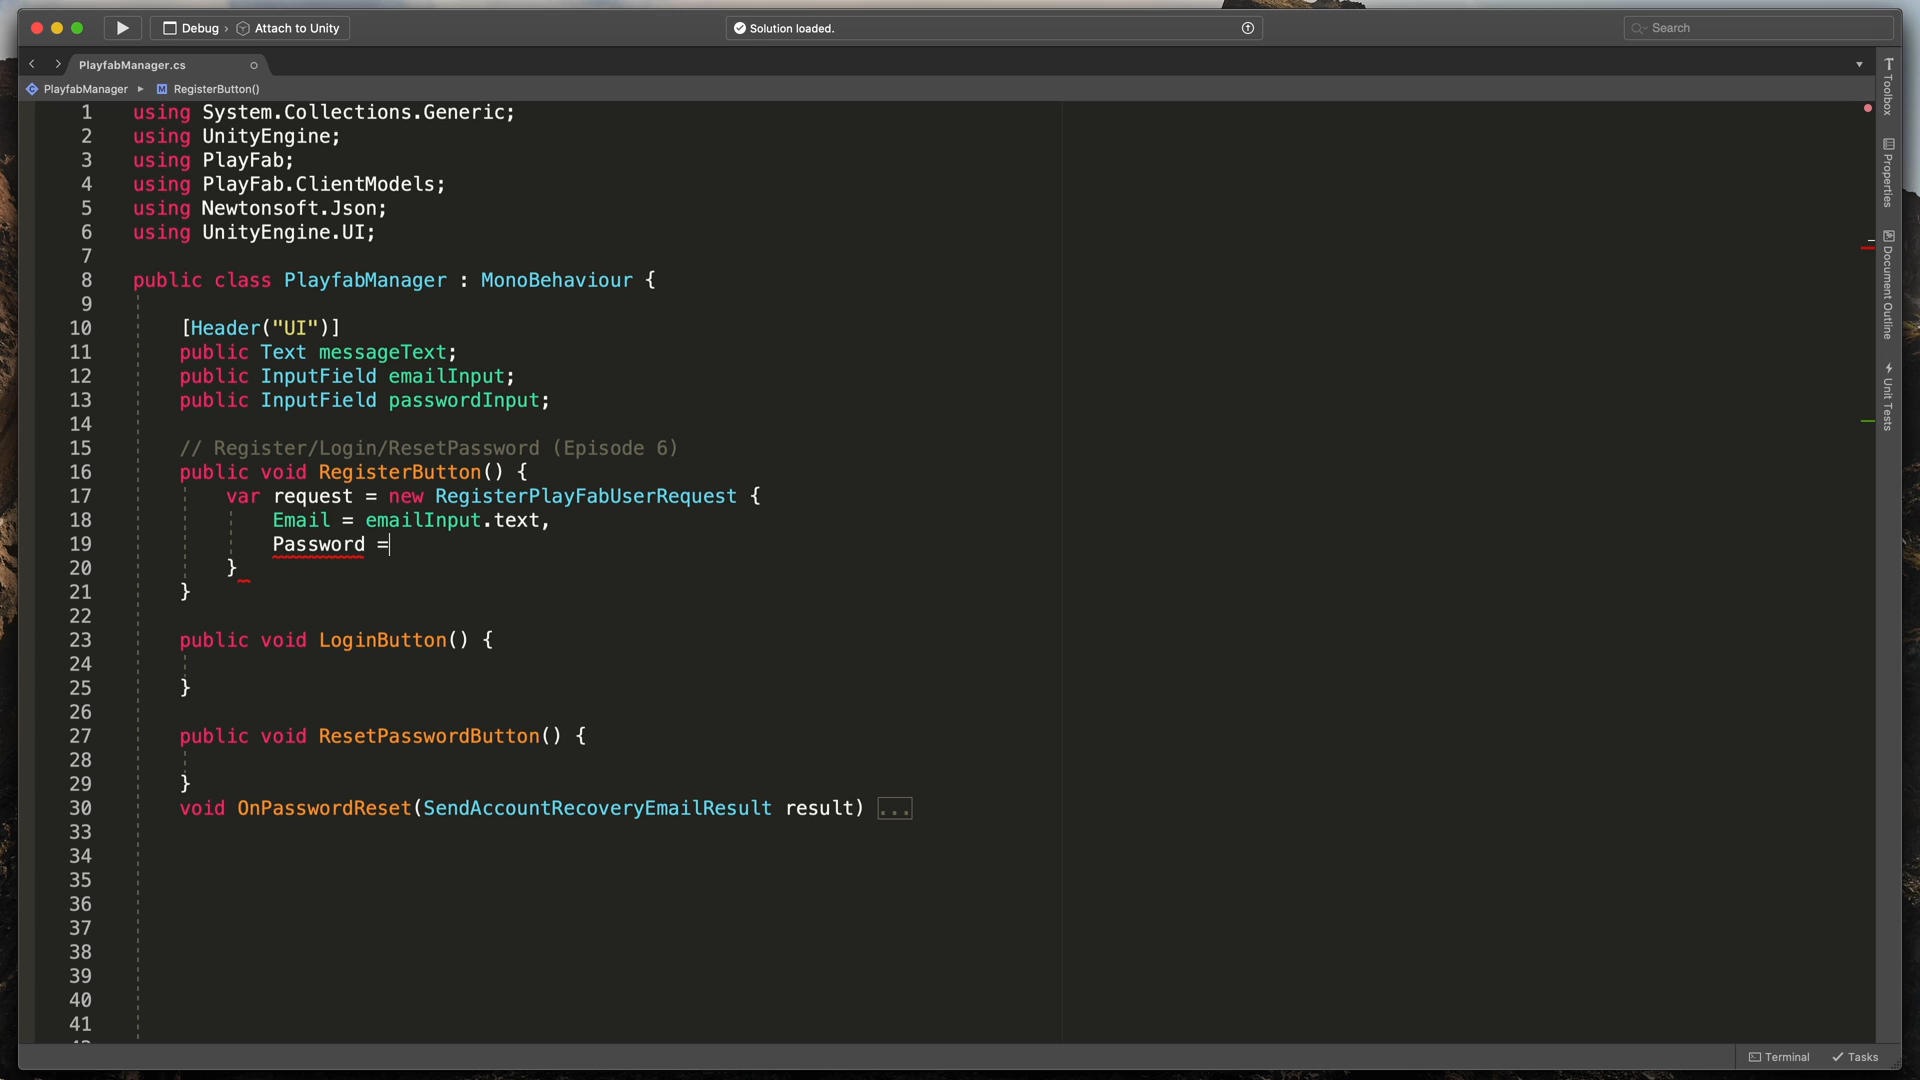 Debug › Attach to Unity
Solution loaded.
Search
PlayfabManager.cs
PlayfabManager ▸ RegisterButton()
1 using System.Collections.Generic;
2 using UnityEngine;
3 using PlayFab;
4 using PlayFab.ClientModels;
5 using Newtonsoft.Json;
6 using UnityEngine.UI;
7
8 public class PlayfabManager : MonoBehaviour {
9
10 [Header("UI")]
11 public Text messageText;
12 public InputField emailInput;
13 public InputField passwordInput;
14
15 // Register/Login/ResetPassword (Episode 6)
16 public void RegisterButton() {
17 var request = new RegisterPlayFabUserRequest {
18 Email = emailInput.text,
19 Password =
20 }
21 }
22
23 public void LoginButton() {
24
25 }
26
27 public void ResetPasswordButton() {
28
29 }
30 void OnPasswordReset(SendAccountRecoveryEmailResult result) ...
33
34
35
36
37
38
39
40
41
Toolbox
Properties
Document Outline
Unit Tests
Terminal
Tasks